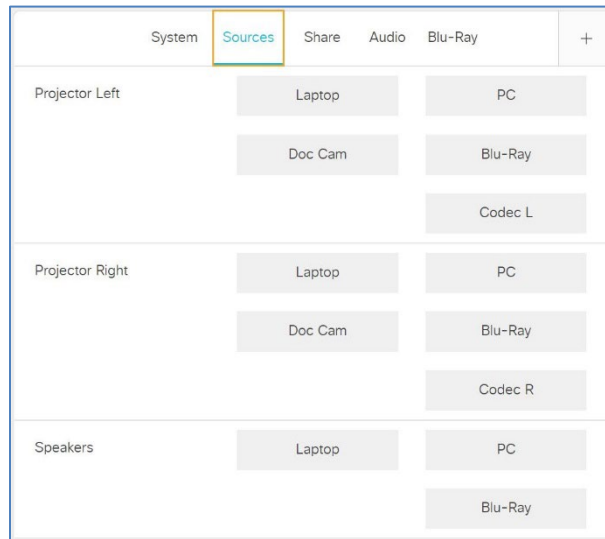 System Sources Share Audio Blu-Ray +
Projector Left Laptop PC
Doc Cam Blu-Ray
Codec L
Projector Right Laptop PC
Doc Cam Blu-Ray
Codec R
Speakers Laptop PC
Blu-Ray